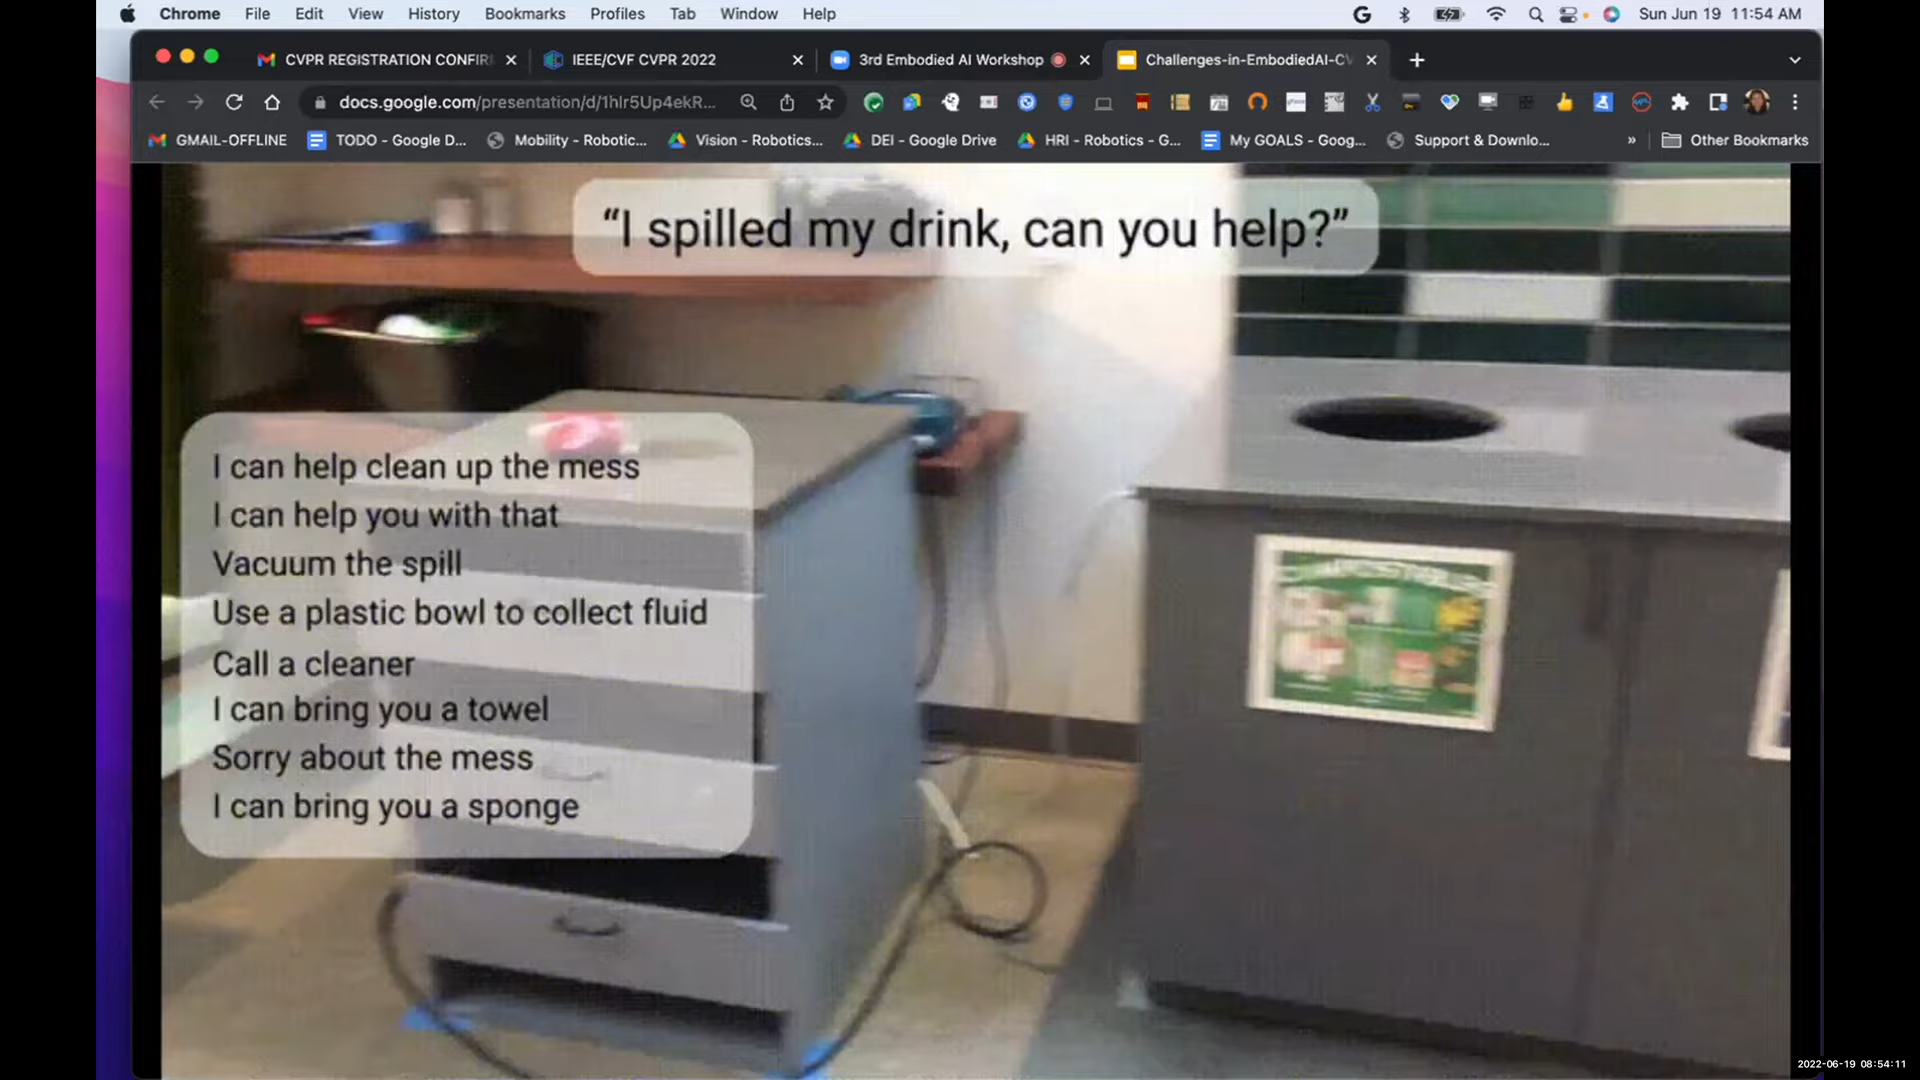 Chrome File Edit View History Bookmarks Profiles Tab Window Help Sun Jun 19 11:54 AM
CVPR REGISTRATION CONFIR IEEE/CVF CVPR 2022 3rd Embodied AI Workshop Challenges-in-EmbodiedAI-CV
docs.google.com/presentation/d/1hlr5Up4ekR...
GMAIL-OFFLINE TODO - Google D... Mobility - Robotic... Vision - Robotics... DEI - Google Drive HRI - Robotics - G... My GOALS - Goog... Support & Downlo... » Other Bookmarks
“I spilled my drink, can you help?”
I can help clean up the mess
I can help you with that
Vacuum the spill
Use a plastic bowl to collect fluid
Call a cleaner
I can bring you a towel
Sorry about the mess
I can bring you a sponge
2022-06-19 08:54:11